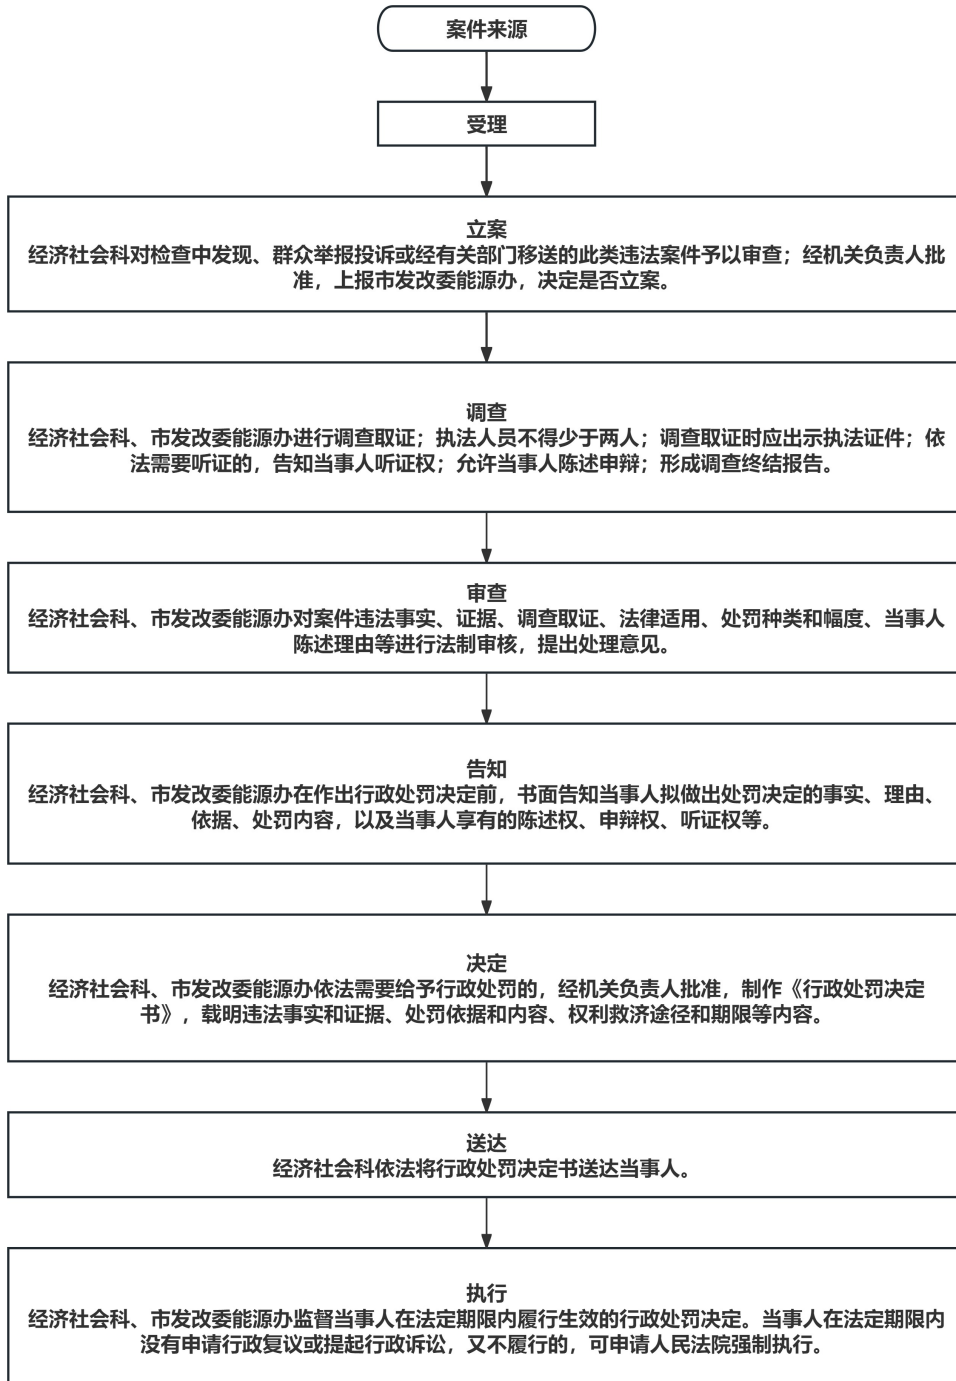 案件来源
受理
立案
经济社会科对检查中发现、群众举报投诉或经有关部门移送的此类违法案件予以审查；经机关负责人批
准，上报市发改委能源办，决定是否立案。
调查
经济社会科、市发改委能源办进行调查取证；执法人员不得少于两人；调查取证时应出示执法证件；依
法需要听证的，告知当事人听证权；允许当事人陈述申辩；形成调查终结报告。
审查
经济社会科、市发改委能源办对案件违法事实、证据、调查取证、法律适用、处罚种类和幅度、当事人
陈述理由等进行法制审核，提出处理意见。
告知
经济社会科、市发改委能源办在作出行政处罚决定前，书面告知当事人拟做出处罚决定的事实、理由、
依据、处罚内容，以及当事人享有的陈述权、申辩权、听证权等。
决定
经济社会科、市发改委能源办依法需要给予行政处罚的，经机关负责人批准，制作《行政处罚决定
书》，载明违法事实和证据、处罚依据和内容、权利救济途径和期限等内容。
送达
经济社会科依法将行政处罚决定书送达当事人。
执行
经济社会科、市发改委能源办监督当事人在法定期限内履行生效的行政处罚决定。当事人在法定期限内
没有申请行政复议或提起行政诉讼，又不履行的，可申请人民法院强制执行。